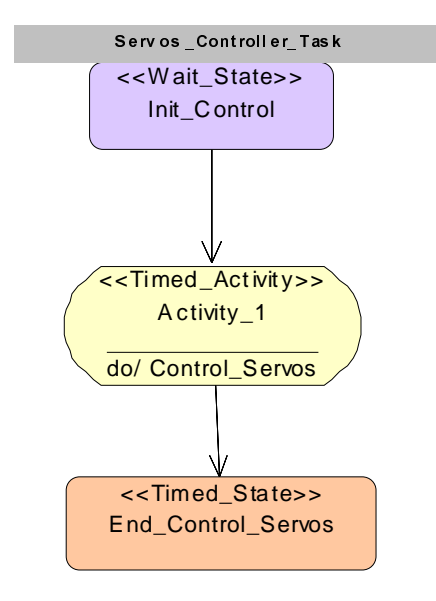 Servos_Controller_Task
<<Wait_State>>
Init_Control
<<Timed_Activity>>
Activity_1
do/ Control_Servos
<<Timed_State>>
End_Control_Servos